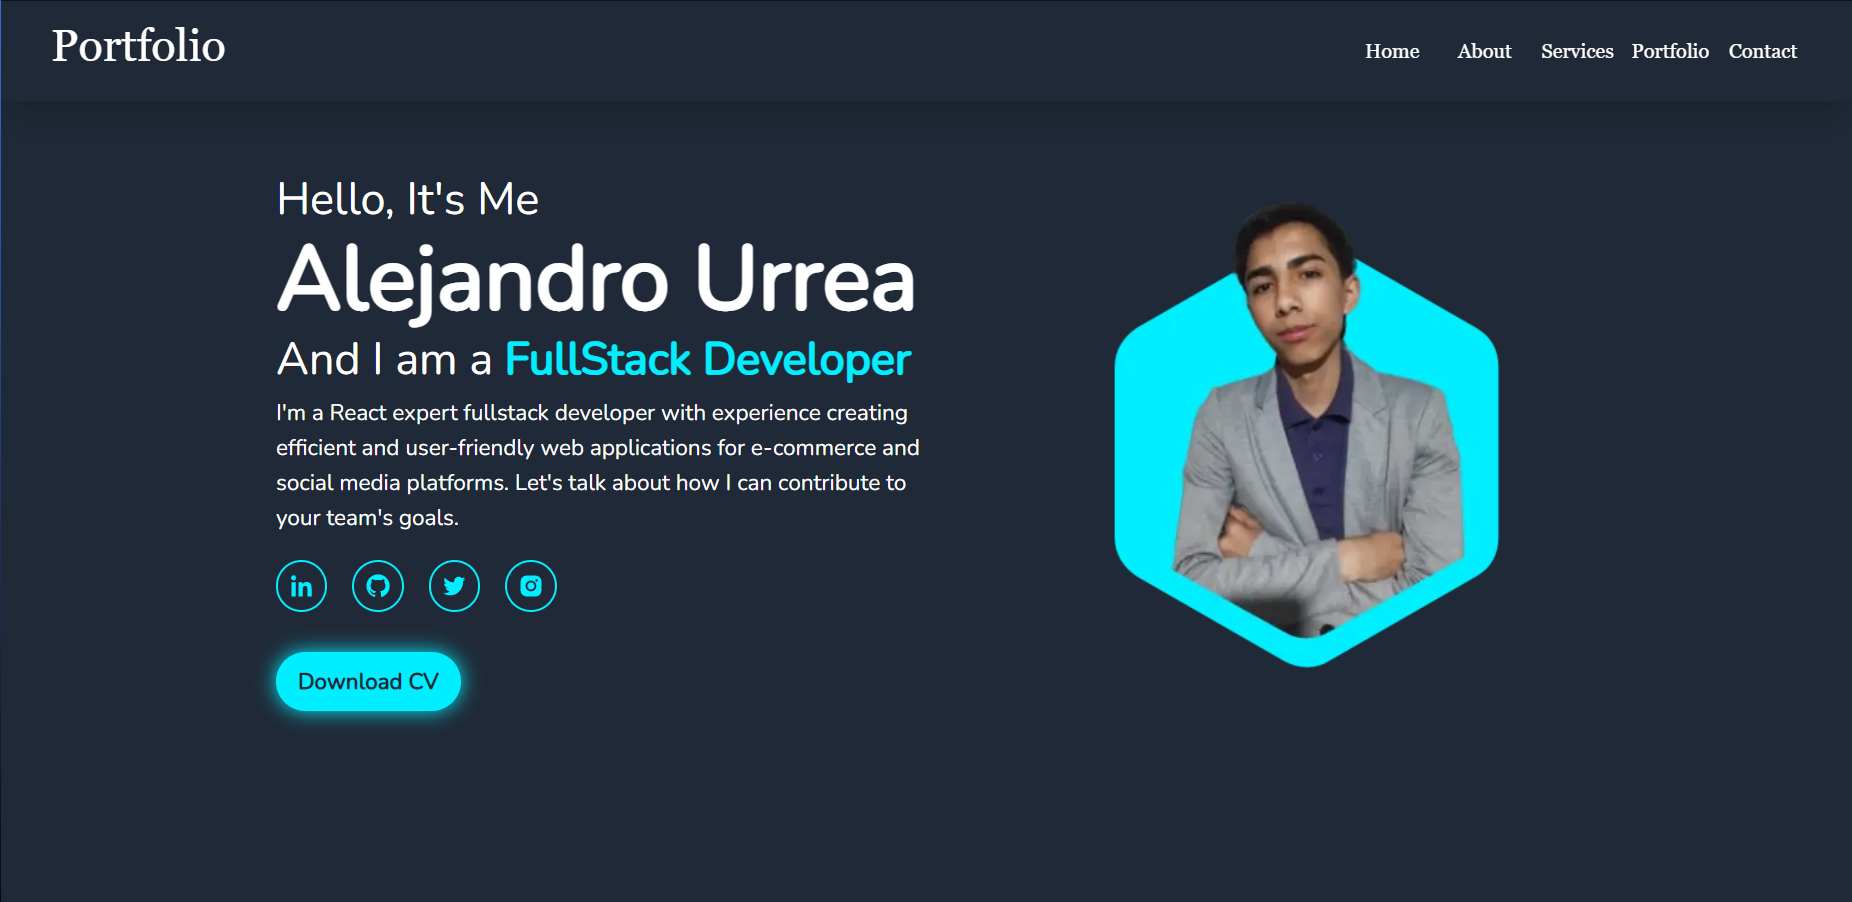 Portfolio
Home About Services Portfolio Contact
Hello, It's Me
Alejandro Urrea
And I am a FullStack Developer
I'm a React expert fullstack developer with experience creating
efficient and user-friendly web applications for e-commerce and
social media platforms. Let's talk about how I can contribute to
your team's goals.
in
Download CV